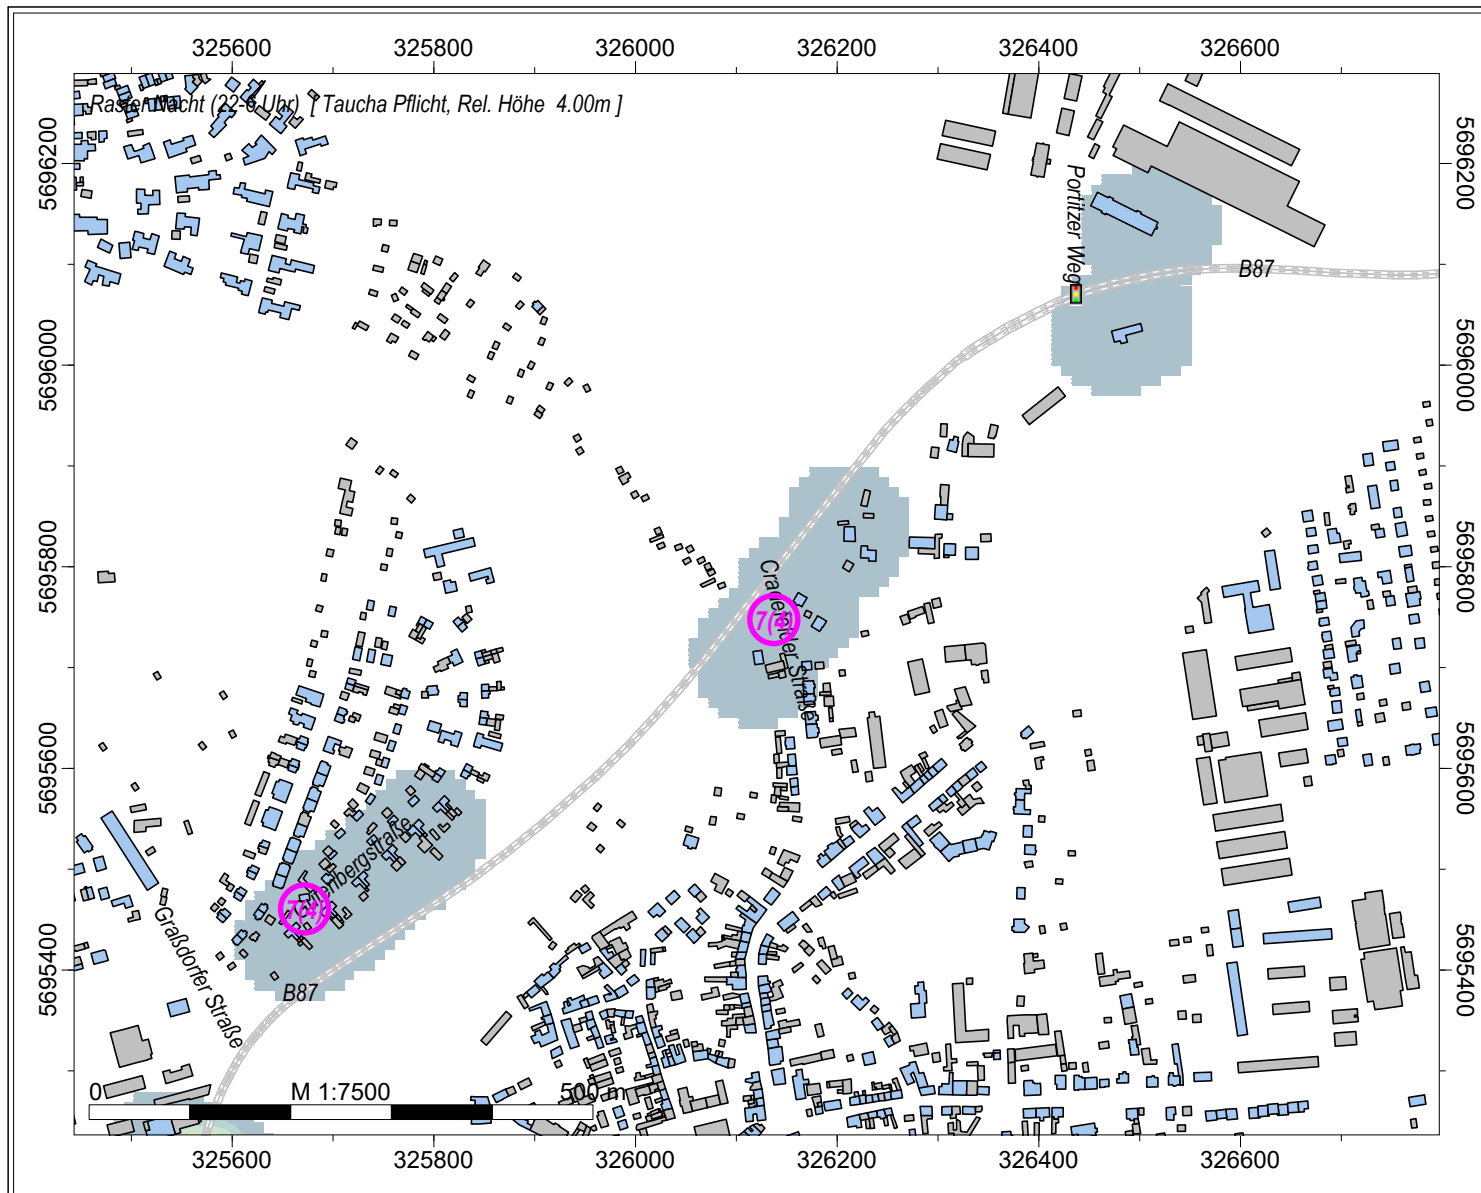 325600 325800 326000 326200 326400 326600
Raster Nacht (22-6 Uhr) [ Taucha Pflicht, Rel. Höhe 4.00m ]
5696200
5696200
Portitzer Weg
B87
5696000
5696000
5695800
5695800
Cradefelder Straße
7(4)
5695600
5695600
7(4)
Graßdorfer Straße
B87
5695400
5695400
0 M 1:7500 500 m
325600 325800 326000 326200 326400 326600